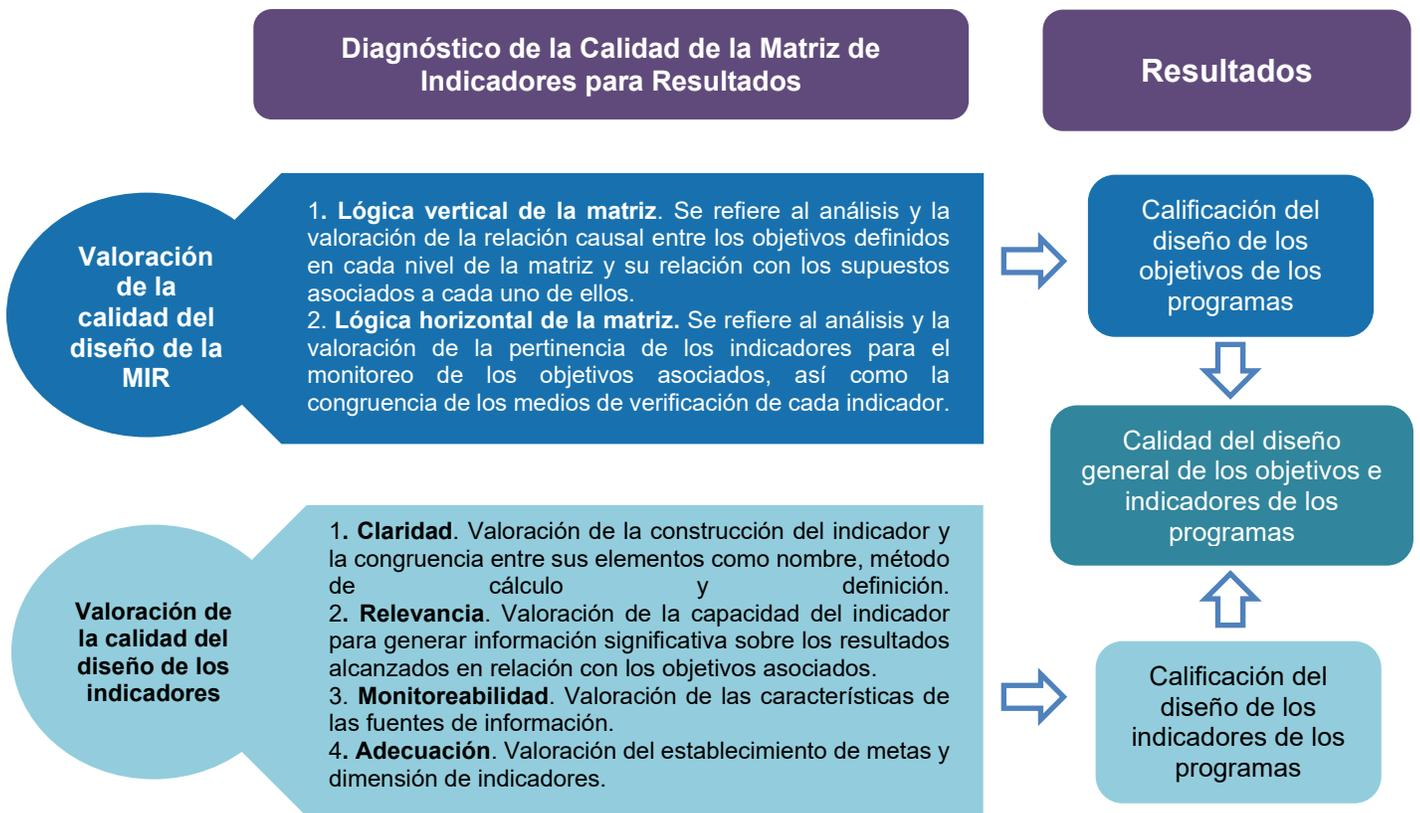 Diagnóstico de la Calidad de la Matriz de
Indicadores para Resultados
Resultados
Valoración
de la
calidad del
diseño de la
MIR
1. Lógica vertical de la matriz. Se refiere al análisis y la
valoración de la relación causal entre los objetivos definidos
en cada nivel de la matriz y su relación con los supuestos
asociados a cada uno de ellos.
2. Lógica horizontal de la matriz. Se refiere al análisis y la
valoración de la pertinencia de los indicadores para el
monitoreo de los objetivos asociados, así como la
congruencia de los medios de verificación de cada indicador.
Calificación del
diseño de los
objetivos de los
programas
Calidad del diseño
general de los objetivos e
indicadores de los
programas
Valoración de
la calidad del
diseño de los
indicadores
1. Claridad. Valoración de la construcción del indicador y
la congruencia entre sus elementos como nombre, método
de cálculo y definición.
2. Relevancia. Valoración de la capacidad del indicador
para generar información significativa sobre los resultados
alcanzados en relación con los objetivos asociados.
3. Monitoreabilidad. Valoración de las características de
las fuentes de información.
4. Adecuación. Valoración del establecimiento de metas y
dimensión de indicadores.
Calificación del
diseño de los
indicadores de los
programas